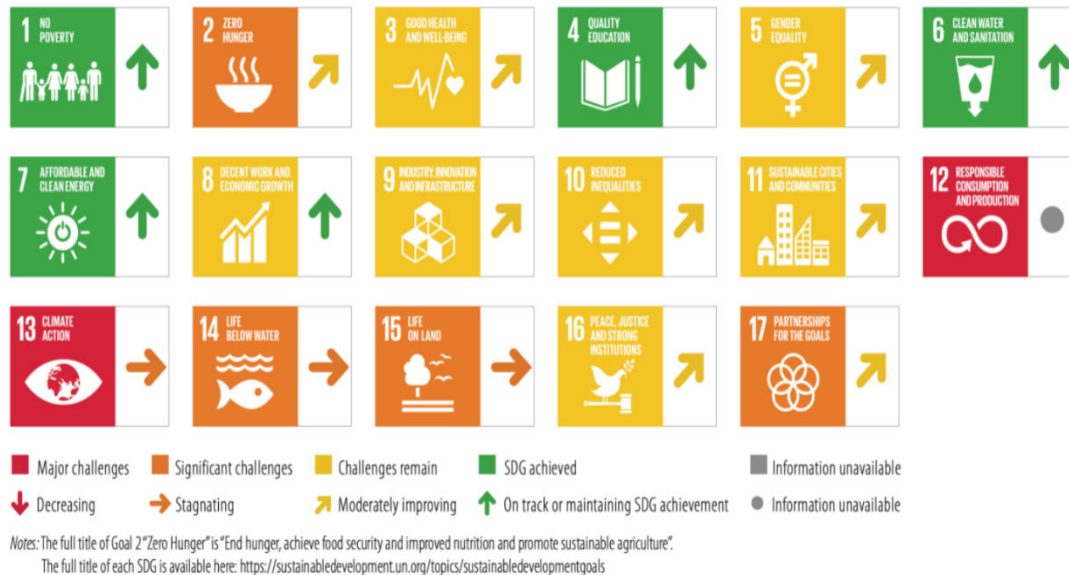 1 NO
POVERTY
2 ZERO
HUNGER
3 GOOD HEALTH
AND WELL-BEING
4 QUALITY
EDUCATION
5 GENDER
EQUALITY
6 CLEAN WATER
AND SANITATION
7 AFFORDABLE AND
CLEAN ENERGY
8 DECENT WORK AND
ECONOMIC GROWTH
9 INDUSTRY, INNOVATION
AND INFRASTRUCTURE
10 REDUCED
INEQUALITIES
11 SUSTAINABLE CITIES
AND COMMUNITIES
12 RESPONSIBLE
CONSUMPTION
AND PRODUCTION
13 CLIMATE
ACTION
14 LIFE
BELOW WATER
15 LIFE
ON LAND
16 PEACE, JUSTICE
AND STRONG
INSTITUTIONS
17 PARTNERSHIPS
FOR THE GOALS
Major challenges Significant challenges Challenges remain SDG achieved Information unavailable
Decreasing Stagnating Moderately improving On track or maintaining SDG achievement Information unavailable
Notes: The full title of Goal 2 “Zero Hunger” is “End hunger, achieve food security and improved nutrition and promote sustainable agriculture”.
The full title of each SDG is available here: https://sustainabledevelopment.un.org/topics/sustainabledevelopmentgoals